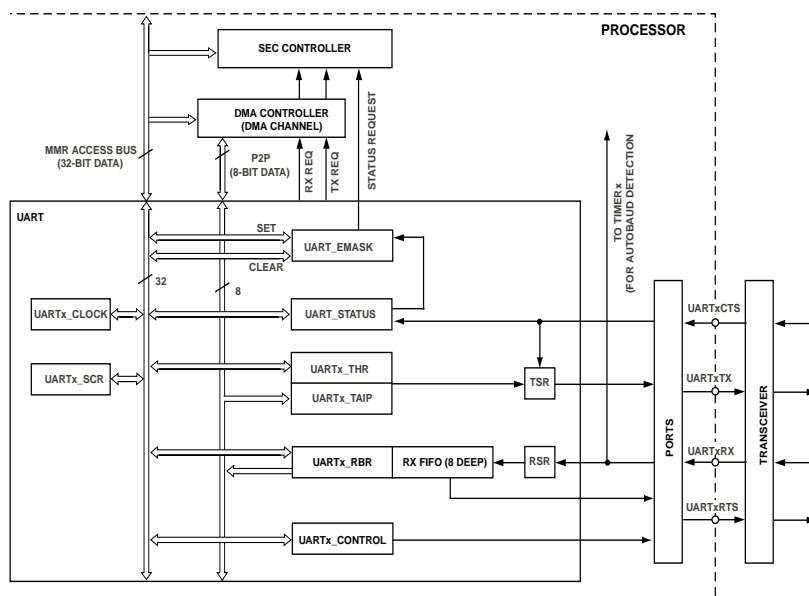 PROCESSOR
SEC CONTROLLER
DMA CONTROLLER
(DMA CHANNEL)
MMR ACCESS BUS
(32-BIT DATA)
P2P
(8-BIT DATA)
RX REQ
TX REQ
STATUS REQUEST
TO TIMERx
(FOR AUTOBAUD DETECTION)
UART
SET
UART_EMASK
CLEAR
32
8
UARTx_CLOCK
UART_STATUS
UARTxCTS
UARTx_SCR
UARTx_THR
UARTx_TAIP
TSR
UARTxTX
PORTS
TRANSCEIVER
UARTx_RBR
RX FIFO (8 DEEP)
RSR
UARTxRX
UARTxRTS
UARTx_CONTROL